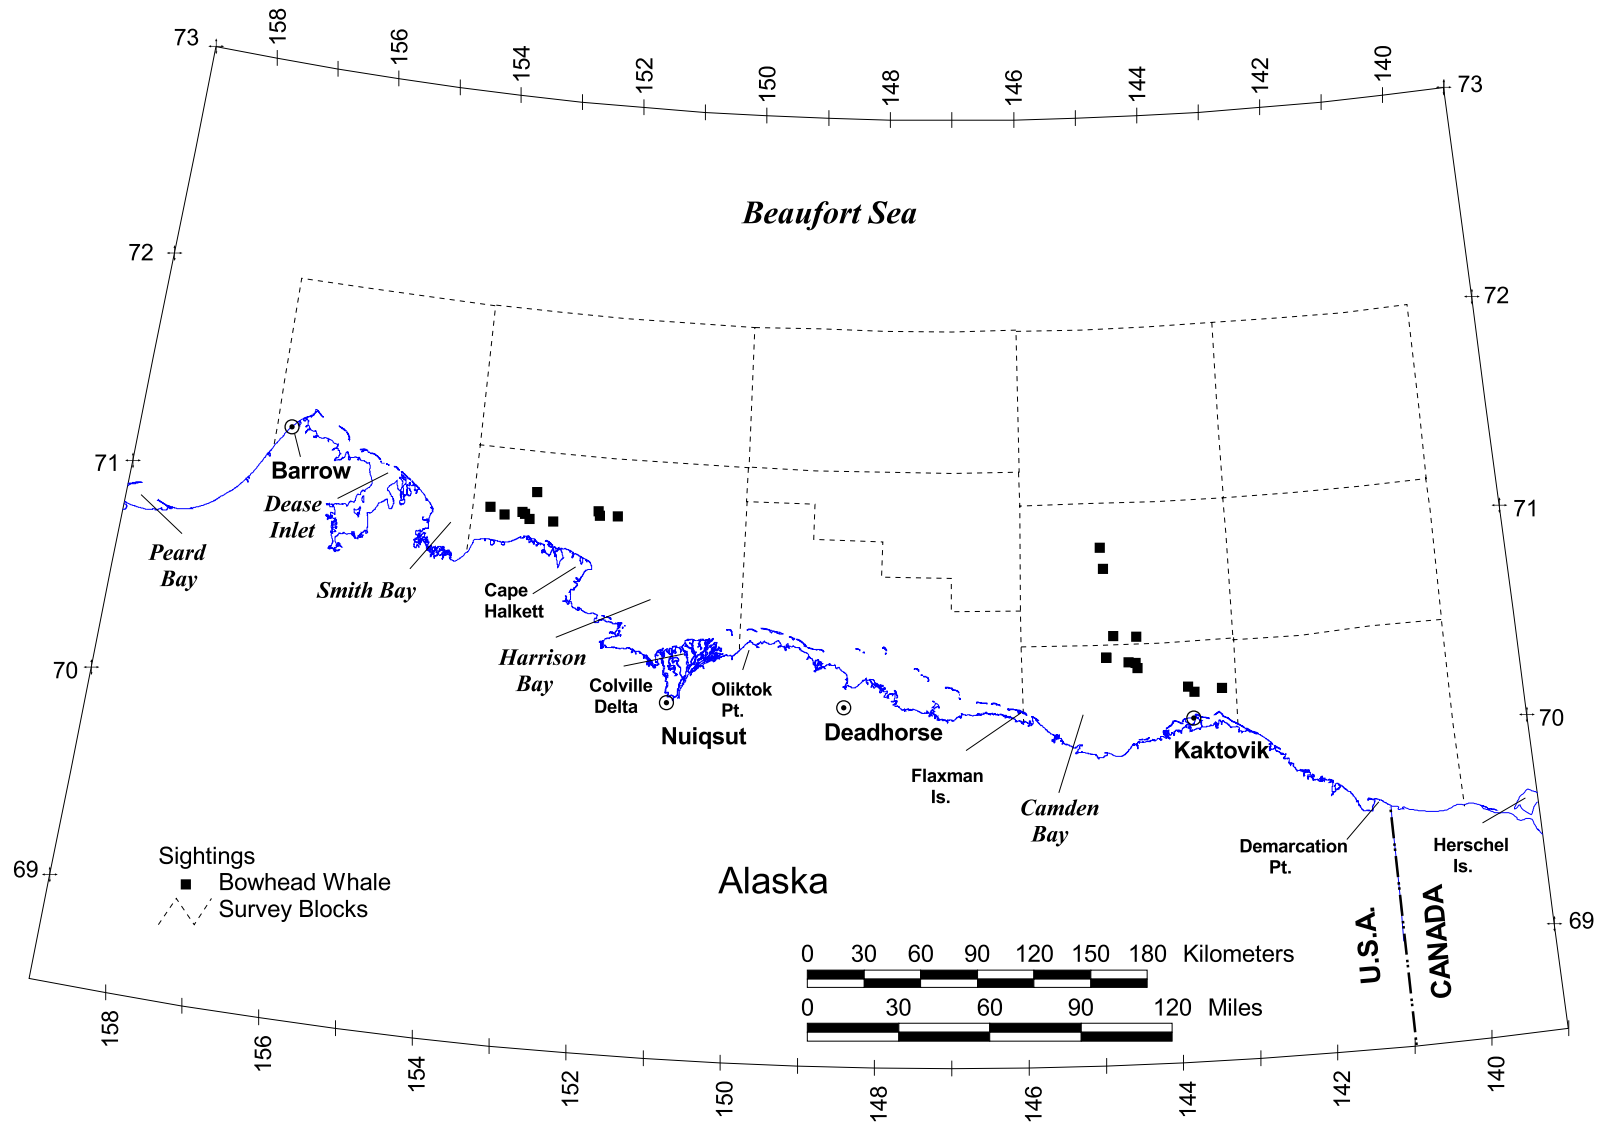 158
156
154
152
150
148
146
144
142
140
73
73
Beaufort Sea
72
72
71
71
Barrow
Dease
Inlet
Peard
Bay
Smith Bay
Cape
Halkett
Harrison
Bay
70
70
Colville
Delta
Oliktok
Pt.
Nuiqsut
Deadhorse
Kaktovik
Flaxman
Is.
Camden
Bay
Demarcation
Pt.
Herschel
Is.
69
69
Sightings
Bowhead Whale
Survey Blocks
Alaska
U.S.A.
CANADA
0 30 60 90 120 150 180 Kilometers
0 30 60 90 120 Miles
158
156
154
152
150
148
146
144
142
140